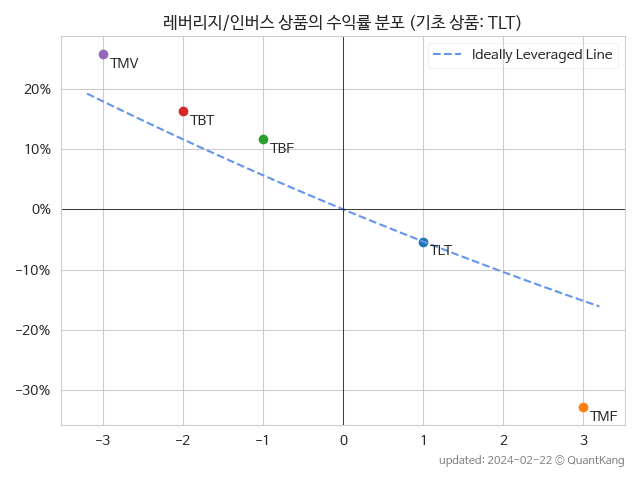 레버리지/인버스 상품의 수익률 분포 (기초 상품: TLT)
Ideally Leveraged Line
TMV
20%
TBT
TBF
10%
0%
TLT
−10%
−20%
−30%
TMF
−3 −2 −1 0 1 2 3
updated: 2024-02-22 © QuantKang